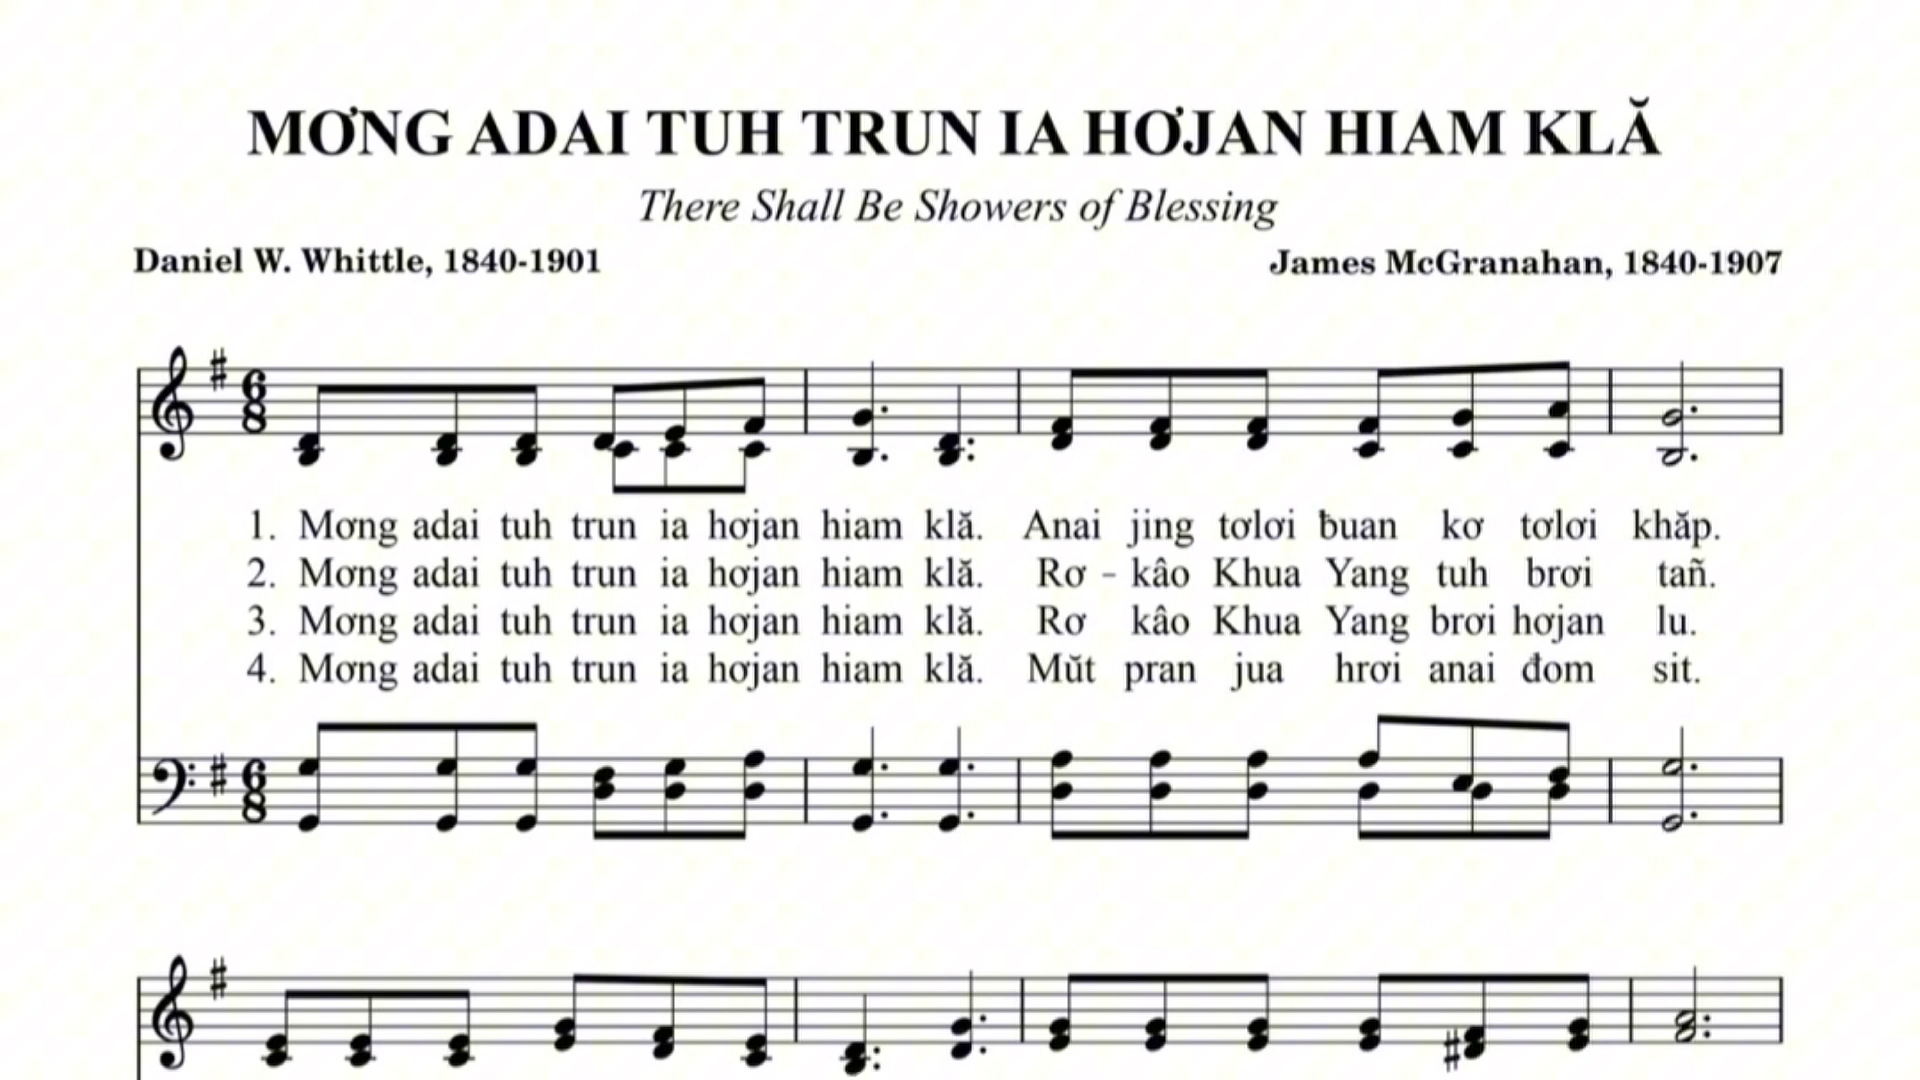 MƠNG ADAI TUH TRUN IA HƠJAN HIAM KLĂ
There Shall Be Showers of Blessing
Daniel W. Whittle, 1840-1901
James McGranahan, 1840-1907
1. Mơng adai tuh trun ia hơjan hiam klă. Anai jing tơlơi ƀuan kơ tơlơi khăp.
2. Mơng adai tuh trun ia hơjan hiam klă. Rơ - kâo Khua Yang tuh brơi tañ.
3. Mơng adai tuh trun ia hơjan hiam klă. Rơ kâo Khua Yang brơi hơjan lu.
4. Mơng adai tuh trun ia hơjan hiam klă. Mŭt pran jua hrơi anai đom sit.